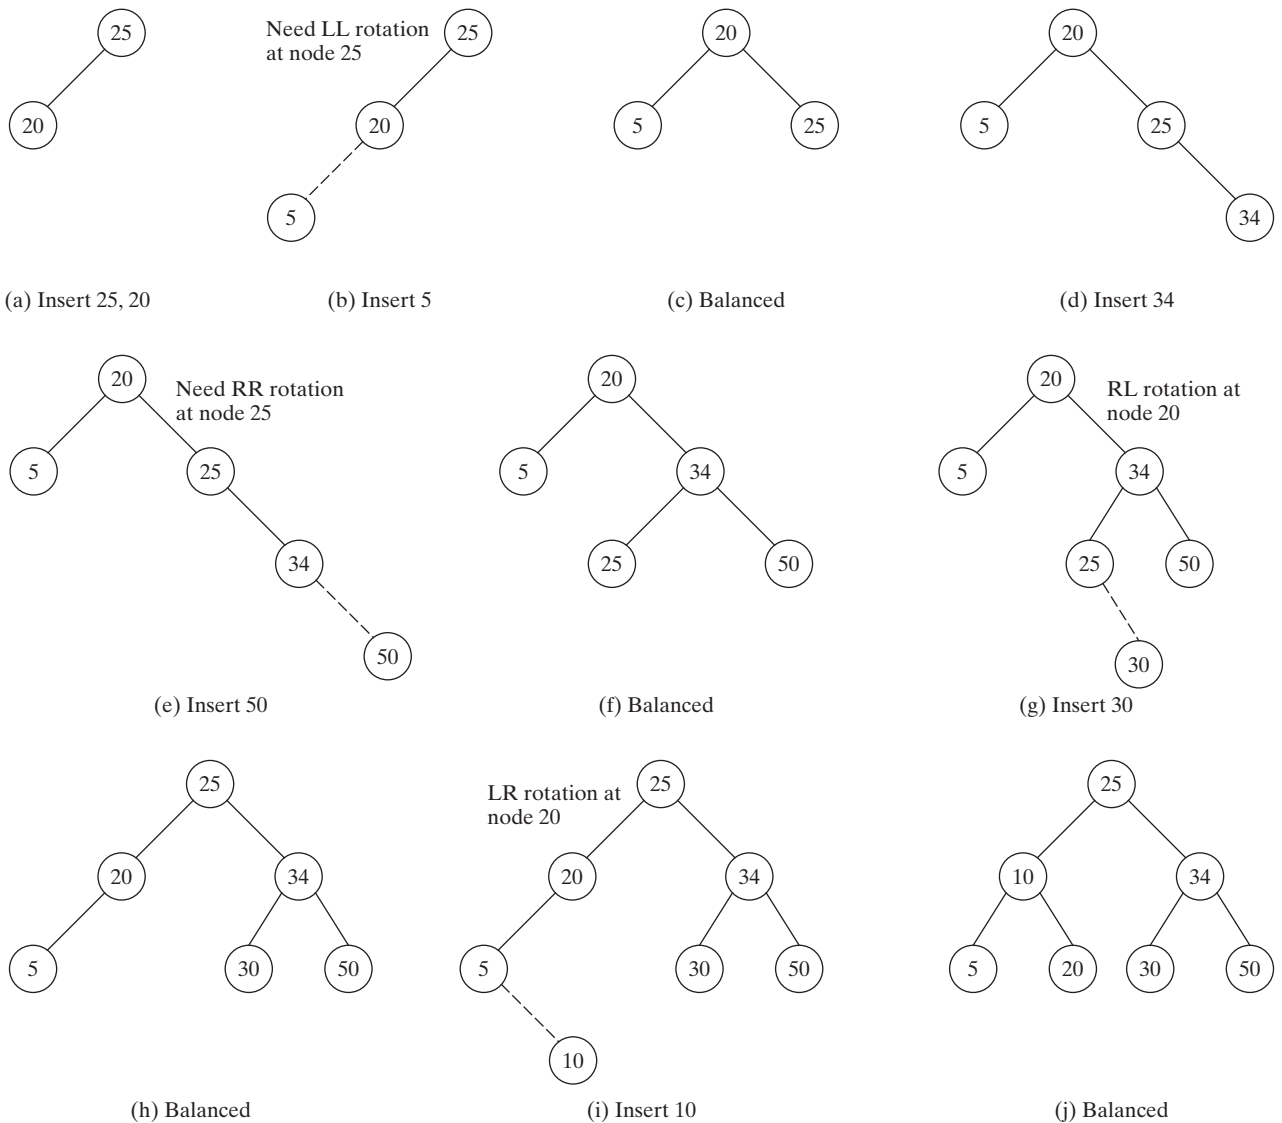 25
20
(a) Insert 25, 20
Need LL rotation
at node 25
25
20
5
(b) Insert 5
20
5
25
(c) Balanced
20
5
25
34
(d) Insert 34
20
Need RR rotation
at node 25
5
25
34
50
(e) Insert 50
20
5
34
25
50
(f) Balanced
20
RL rotation at
node 20
5
34
25
50
30
(g) Insert 30
25
20
34
5
30
50
(h) Balanced
LR rotation at
node 20
25
20
34
5
30
50
10
(i) Insert 10
25
10
34
5
20
30
50
(j) Balanced